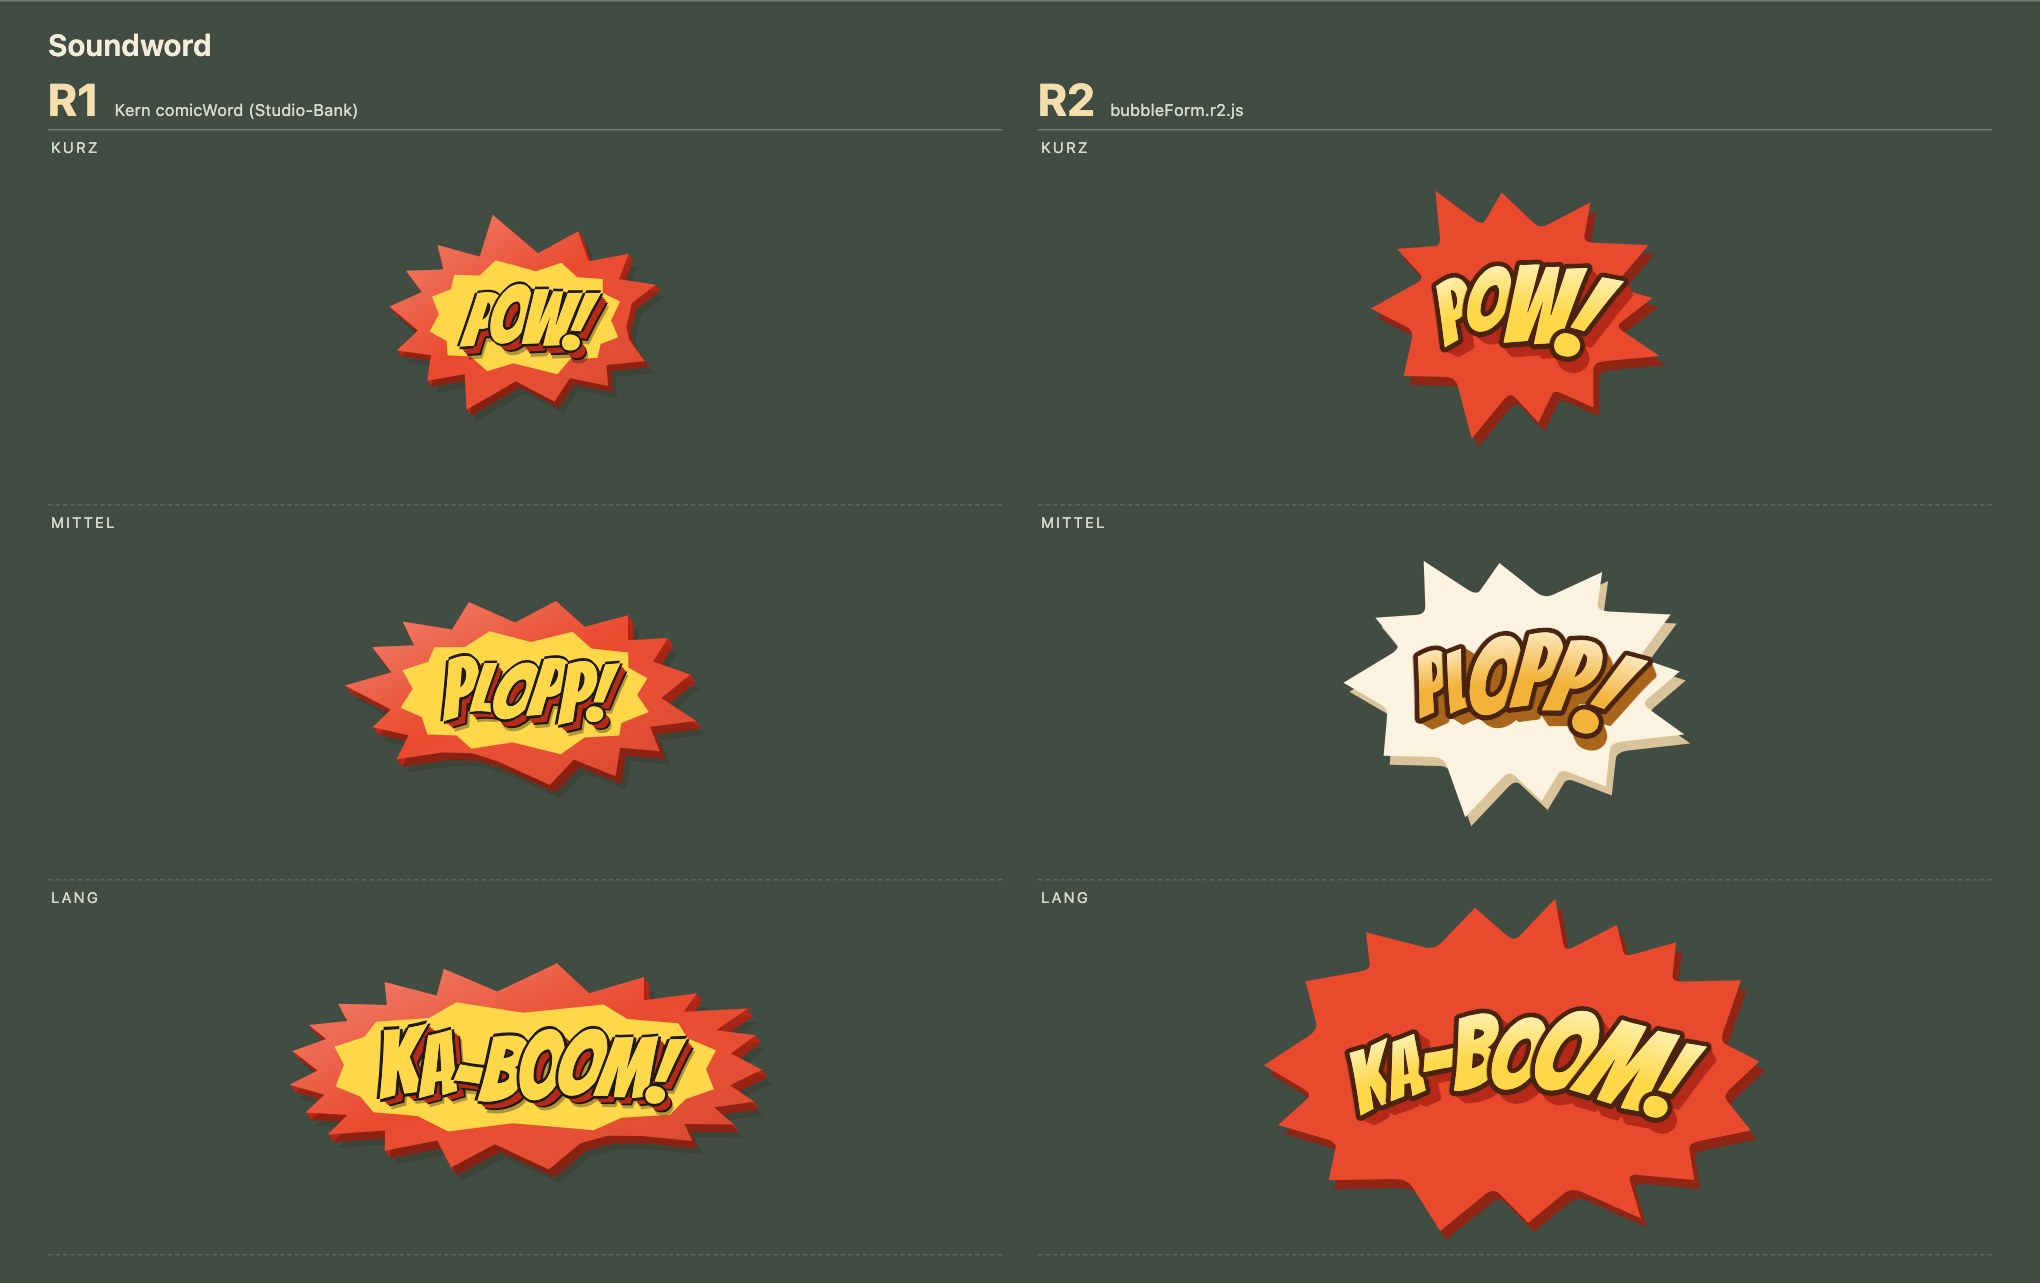 Soundword
R1 Kern comicWord (Studio-Bank)
KURZ
POW!
MITTEL
PLOPP!
LANG
KA-BOOM!
R2 bubbleForm.r2.js
KURZ
POW!
MITTEL
PLOPP!
LANG
KA-BOOM!